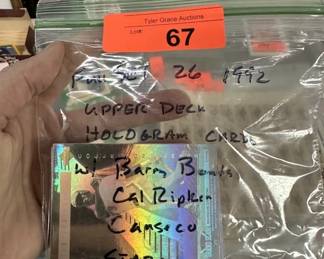 Tyler Grace Auctions
Lot#: 67
Full Set 26 1992
UPPER DECK
HOLOGRAM CARDS
w/ Barry Bonds
Cal Ripken
Canseco